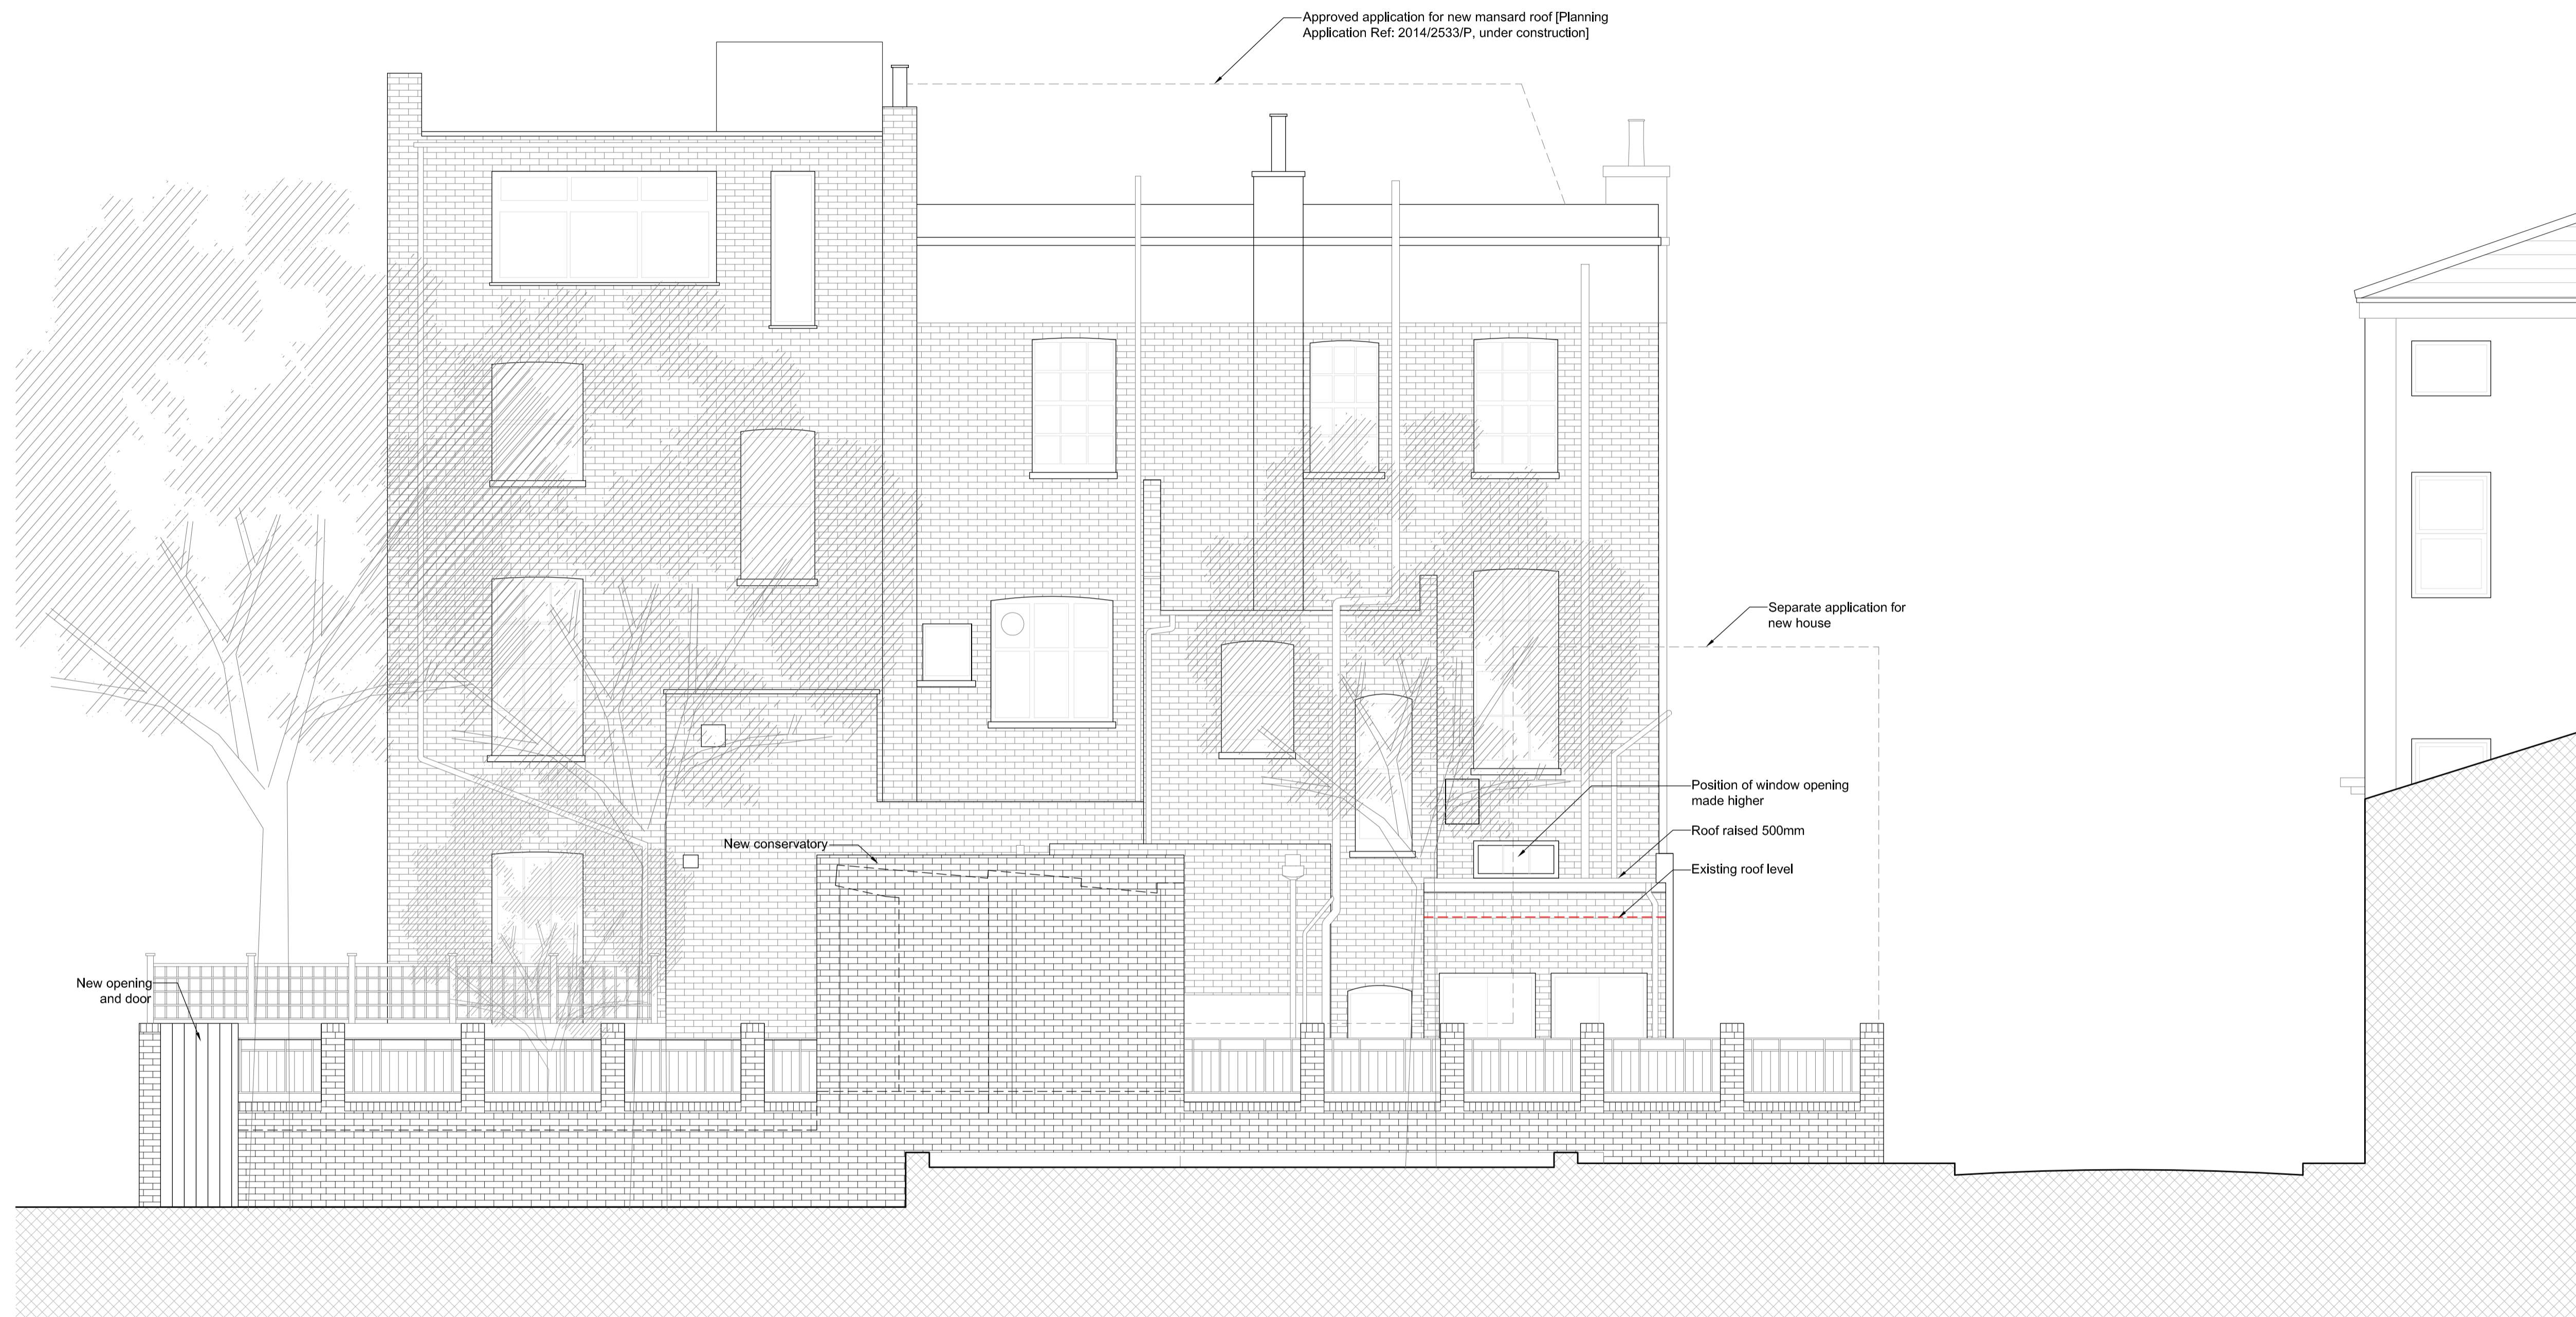 Approved application for new mansard roof [Planning
Application Ref: 2014/2533/P, under construction]
Separate application for
new house
Position of window opening
made higher
Roof raised 500mm
New conservatory
Existing roof level
New opening
and door